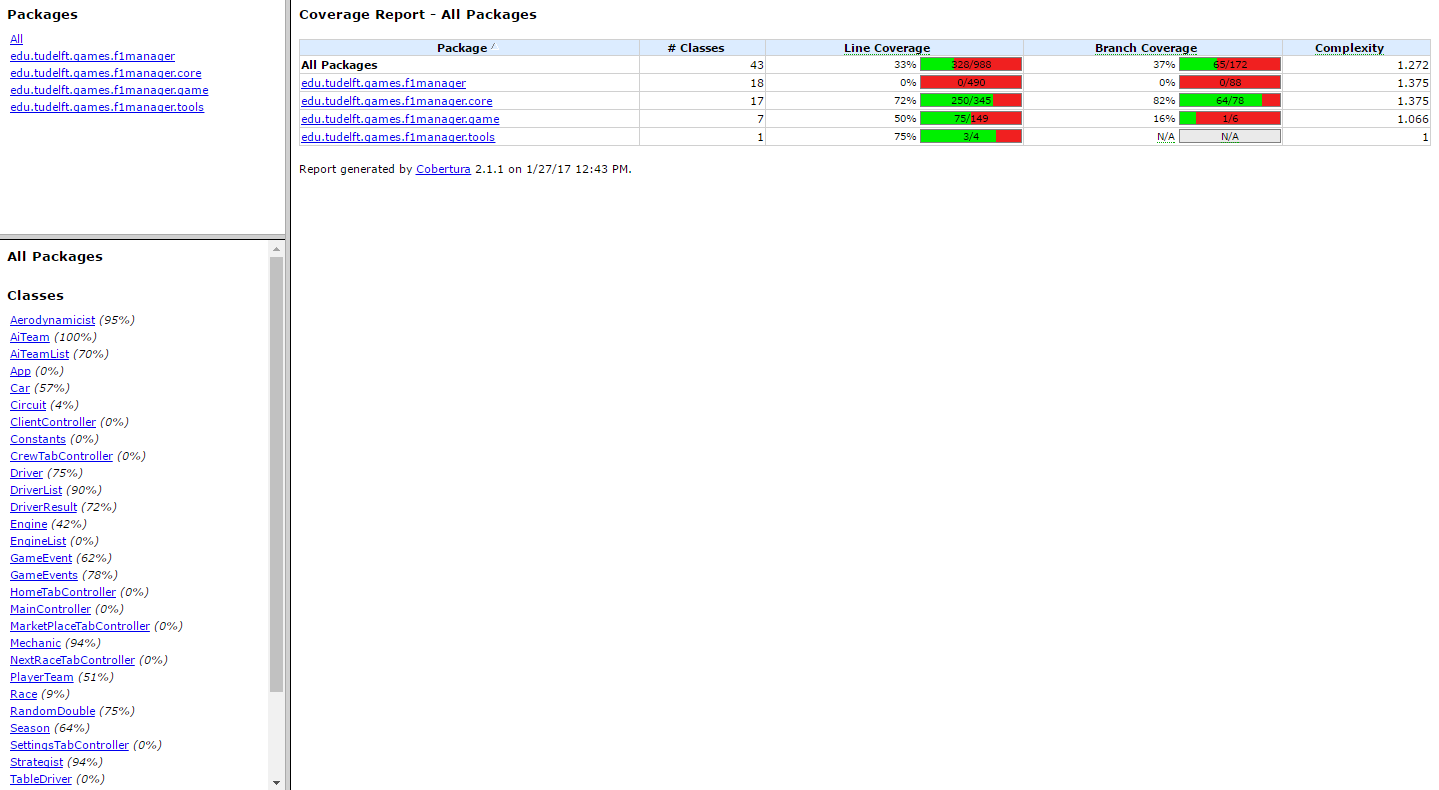 Packages
All
edu.tudelft.games.f1manager
edu.tudelft.games.f1manager.core
edu.tudelft.games.f1manager.game
edu.tudelft.games.f1manager.tools
All Packages
Classes
Aerodynamicist (95%)
AiTeam (100%)
AiTeamList (70%)
App (0%)
Car (57%)
Circuit (4%)
ClientController (0%)
Constants (0%)
CrewTabController (0%)
Driver (75%)
DriverList (90%)
DriverResult (72%)
Engine (42%)
EngineList (0%)
GameEvent (62%)
GameEvents (78%)
HomeTabController (0%)
MainController (0%)
MarketPlaceTabController (0%)
Mechanic (94%)
NextRaceTabController (0%)
PlayerTeam (51%)
Race (9%)
RandomDouble (75%)
Season (64%)
SettingsTabController (0%)
Strategist (94%)
TableDriver (0%)
Coverage Report - All Packages
Package # Classes Line Coverage Branch Coverage Complexity
All Packages 43 33% 328/988 37% 65/172 1.272
edu.tudelft.games.f1manager 18 0% 0/490 0% 0/88 1.375
edu.tudelft.games.f1manager.core 17 72% 250/345 82% 64/78 1.375
edu.tudelft.games.f1manager.game 7 50% 75/149 16% 1/6 1.066
edu.tudelft.games.f1manager.tools 1 75% 3/4 N/A N/A 1
Report generated by Cobertura 2.1.1 on 1/27/17 12:43 PM.